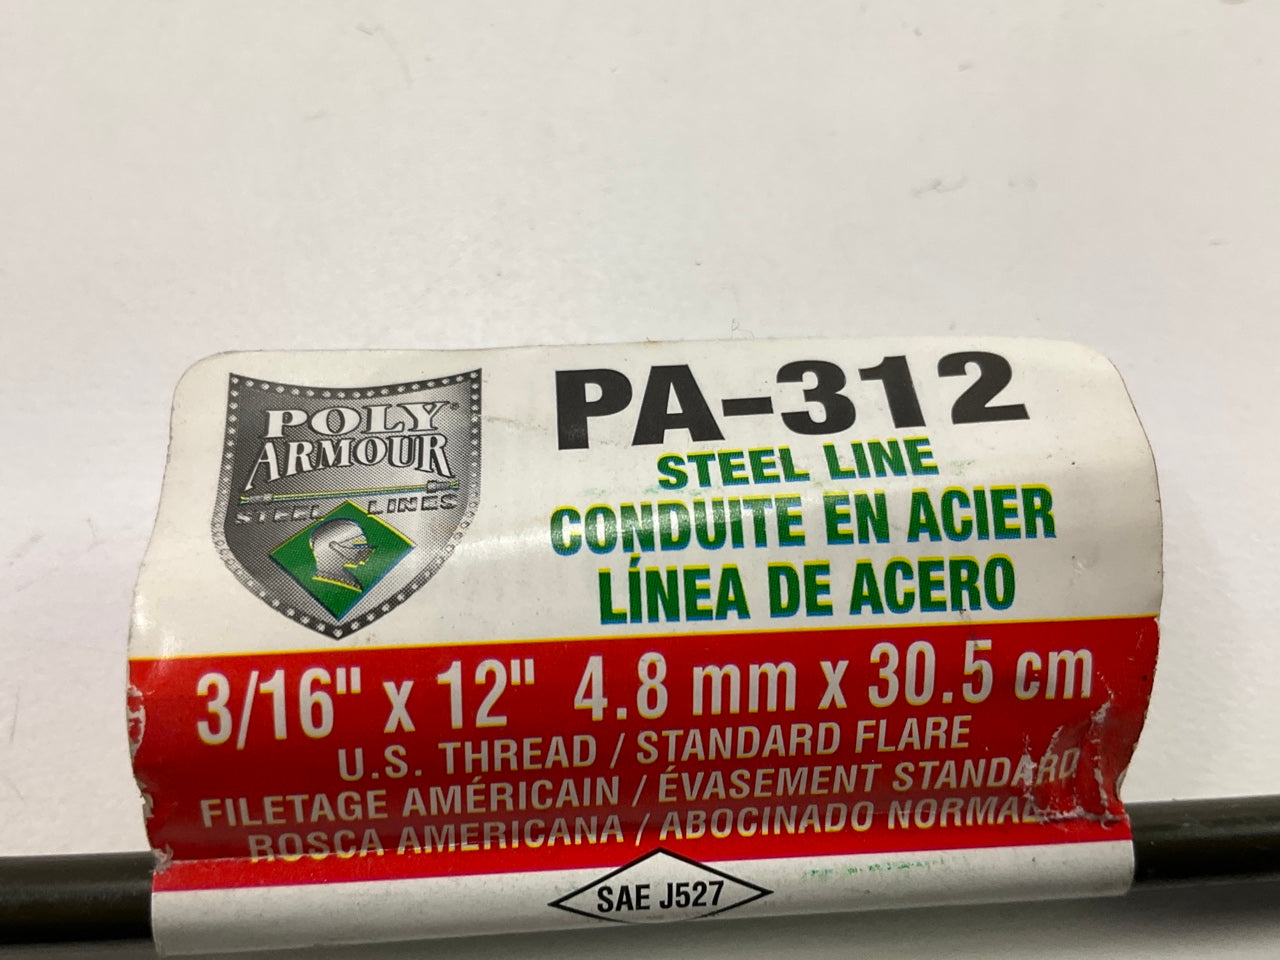 POLY
ARMOUR
STEEL LINES
PA-312
STEEL LINE
CONDUITE EN ACIER
LÍNEA DE ACERO
3/16" x 12" 4.8 mm x 30.5 cm
U.S. THREAD / STANDARD FLARE
FILETAGE AMÉRICAIN / ÉVASEMENT STANDARD
ROSCA AMERICANA / ABOCINADO NORMAL
SAE J527